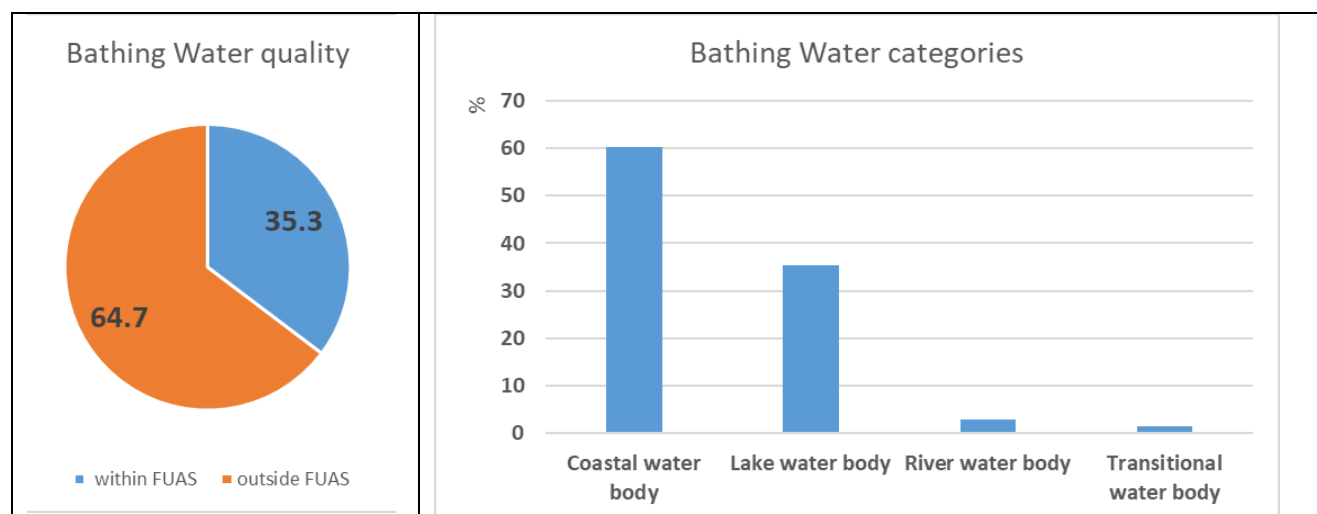 Bathing Water quality
35.3
64.7
within FUAS outside FUAS
Bathing Water categories
%
70
60
50
40
30
20
10
0
Coastal water
body
Lake water body
River water body
Transitional
water body